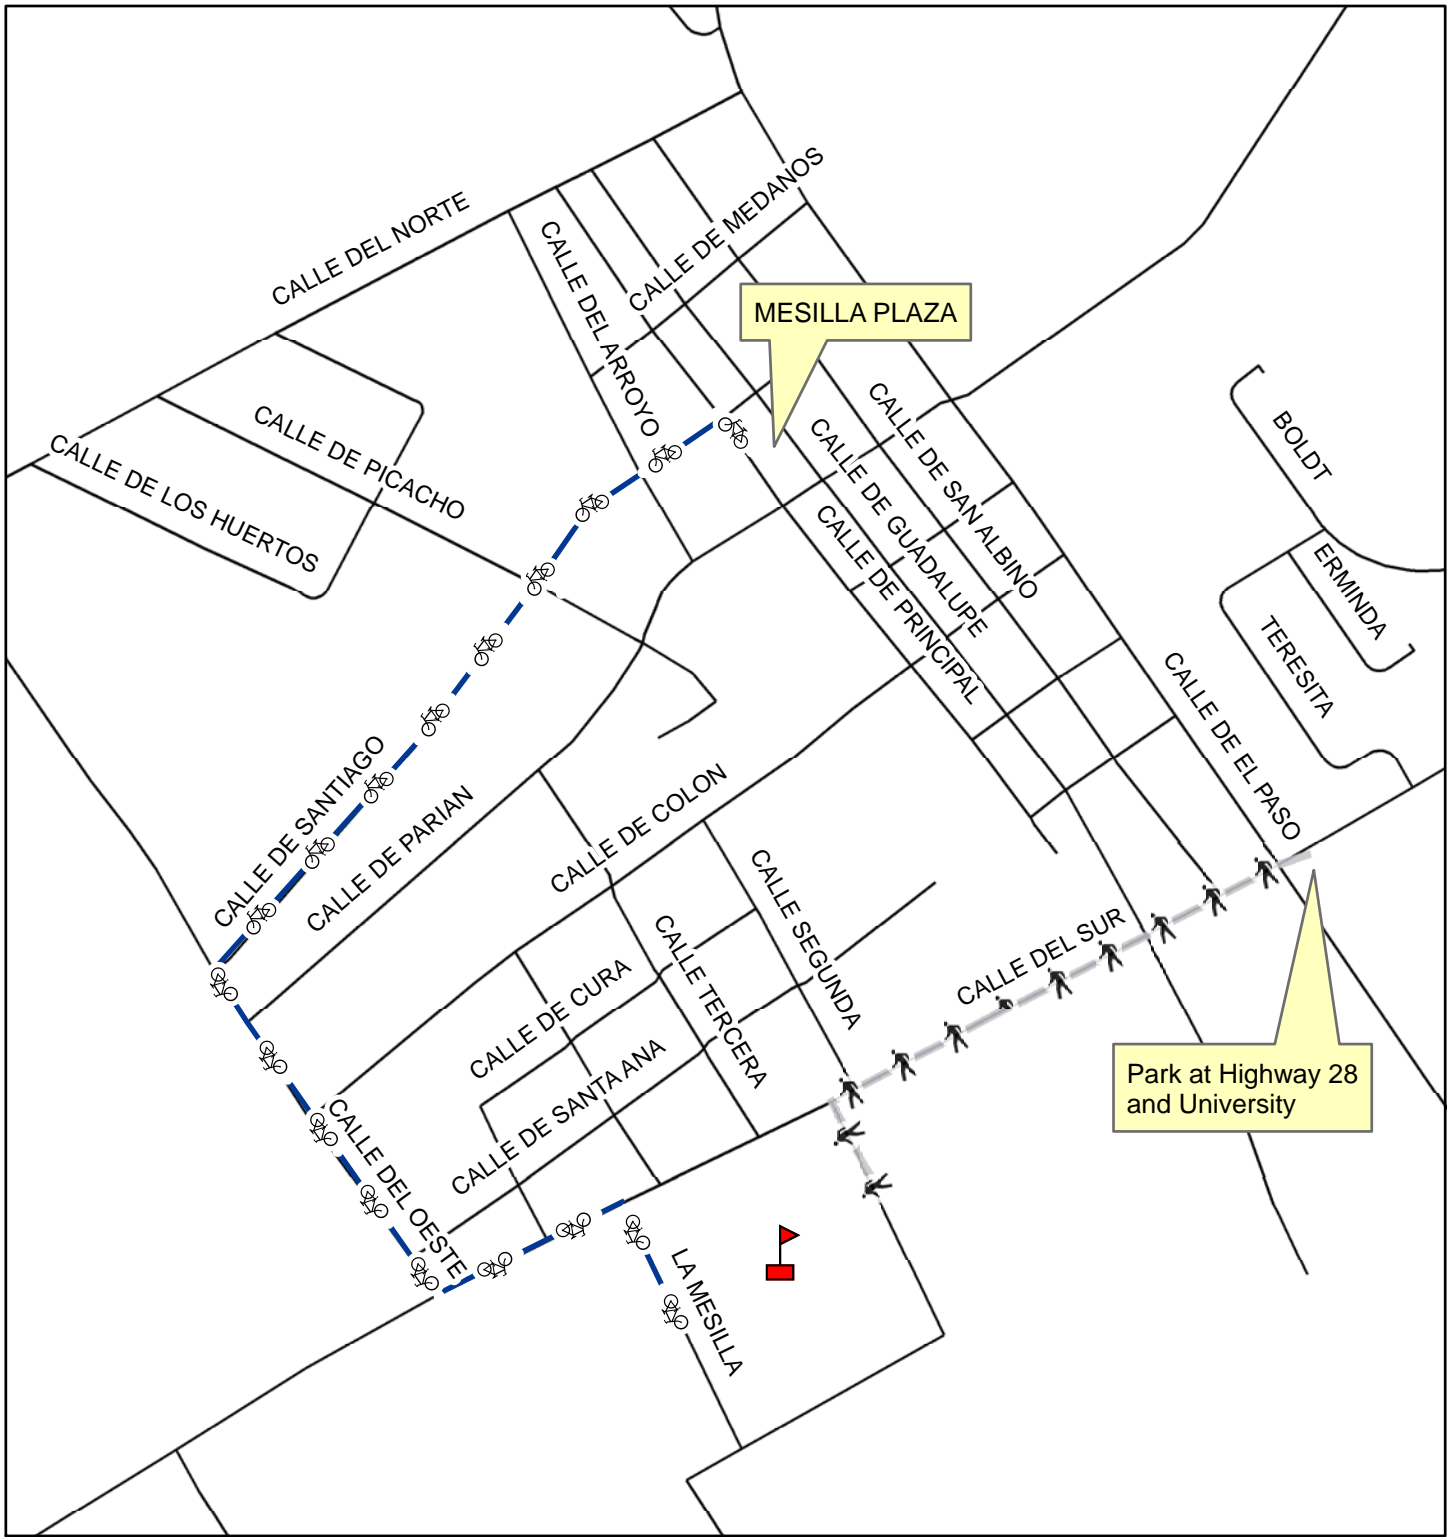 CALLE DE MEDANOS
CALLE DEL NORTE
CALLE DEL ARROYO
MESILLA PLAZA
CALLE DE PICACHO
CALLE DE LOS HUERTOS
CALLE DE SAN ALBINO
CALLE DE GUADALUPE
CALLE DE PRINCIPAL
BOLDT
ERMINDA
TERESITA
CALLE DE EL PASO
CALLE DE SANTIAGO
CALLE DE PARIAN
CALLE DE COLON
CALLE SEGUNDA
CALLE TERCERA
CALLE DEL SUR
CALLE DE CURA
CALLE DE SANTA ANA
CALLE DEL OESTE
Park at Highway 28
and University
LA MESILLA